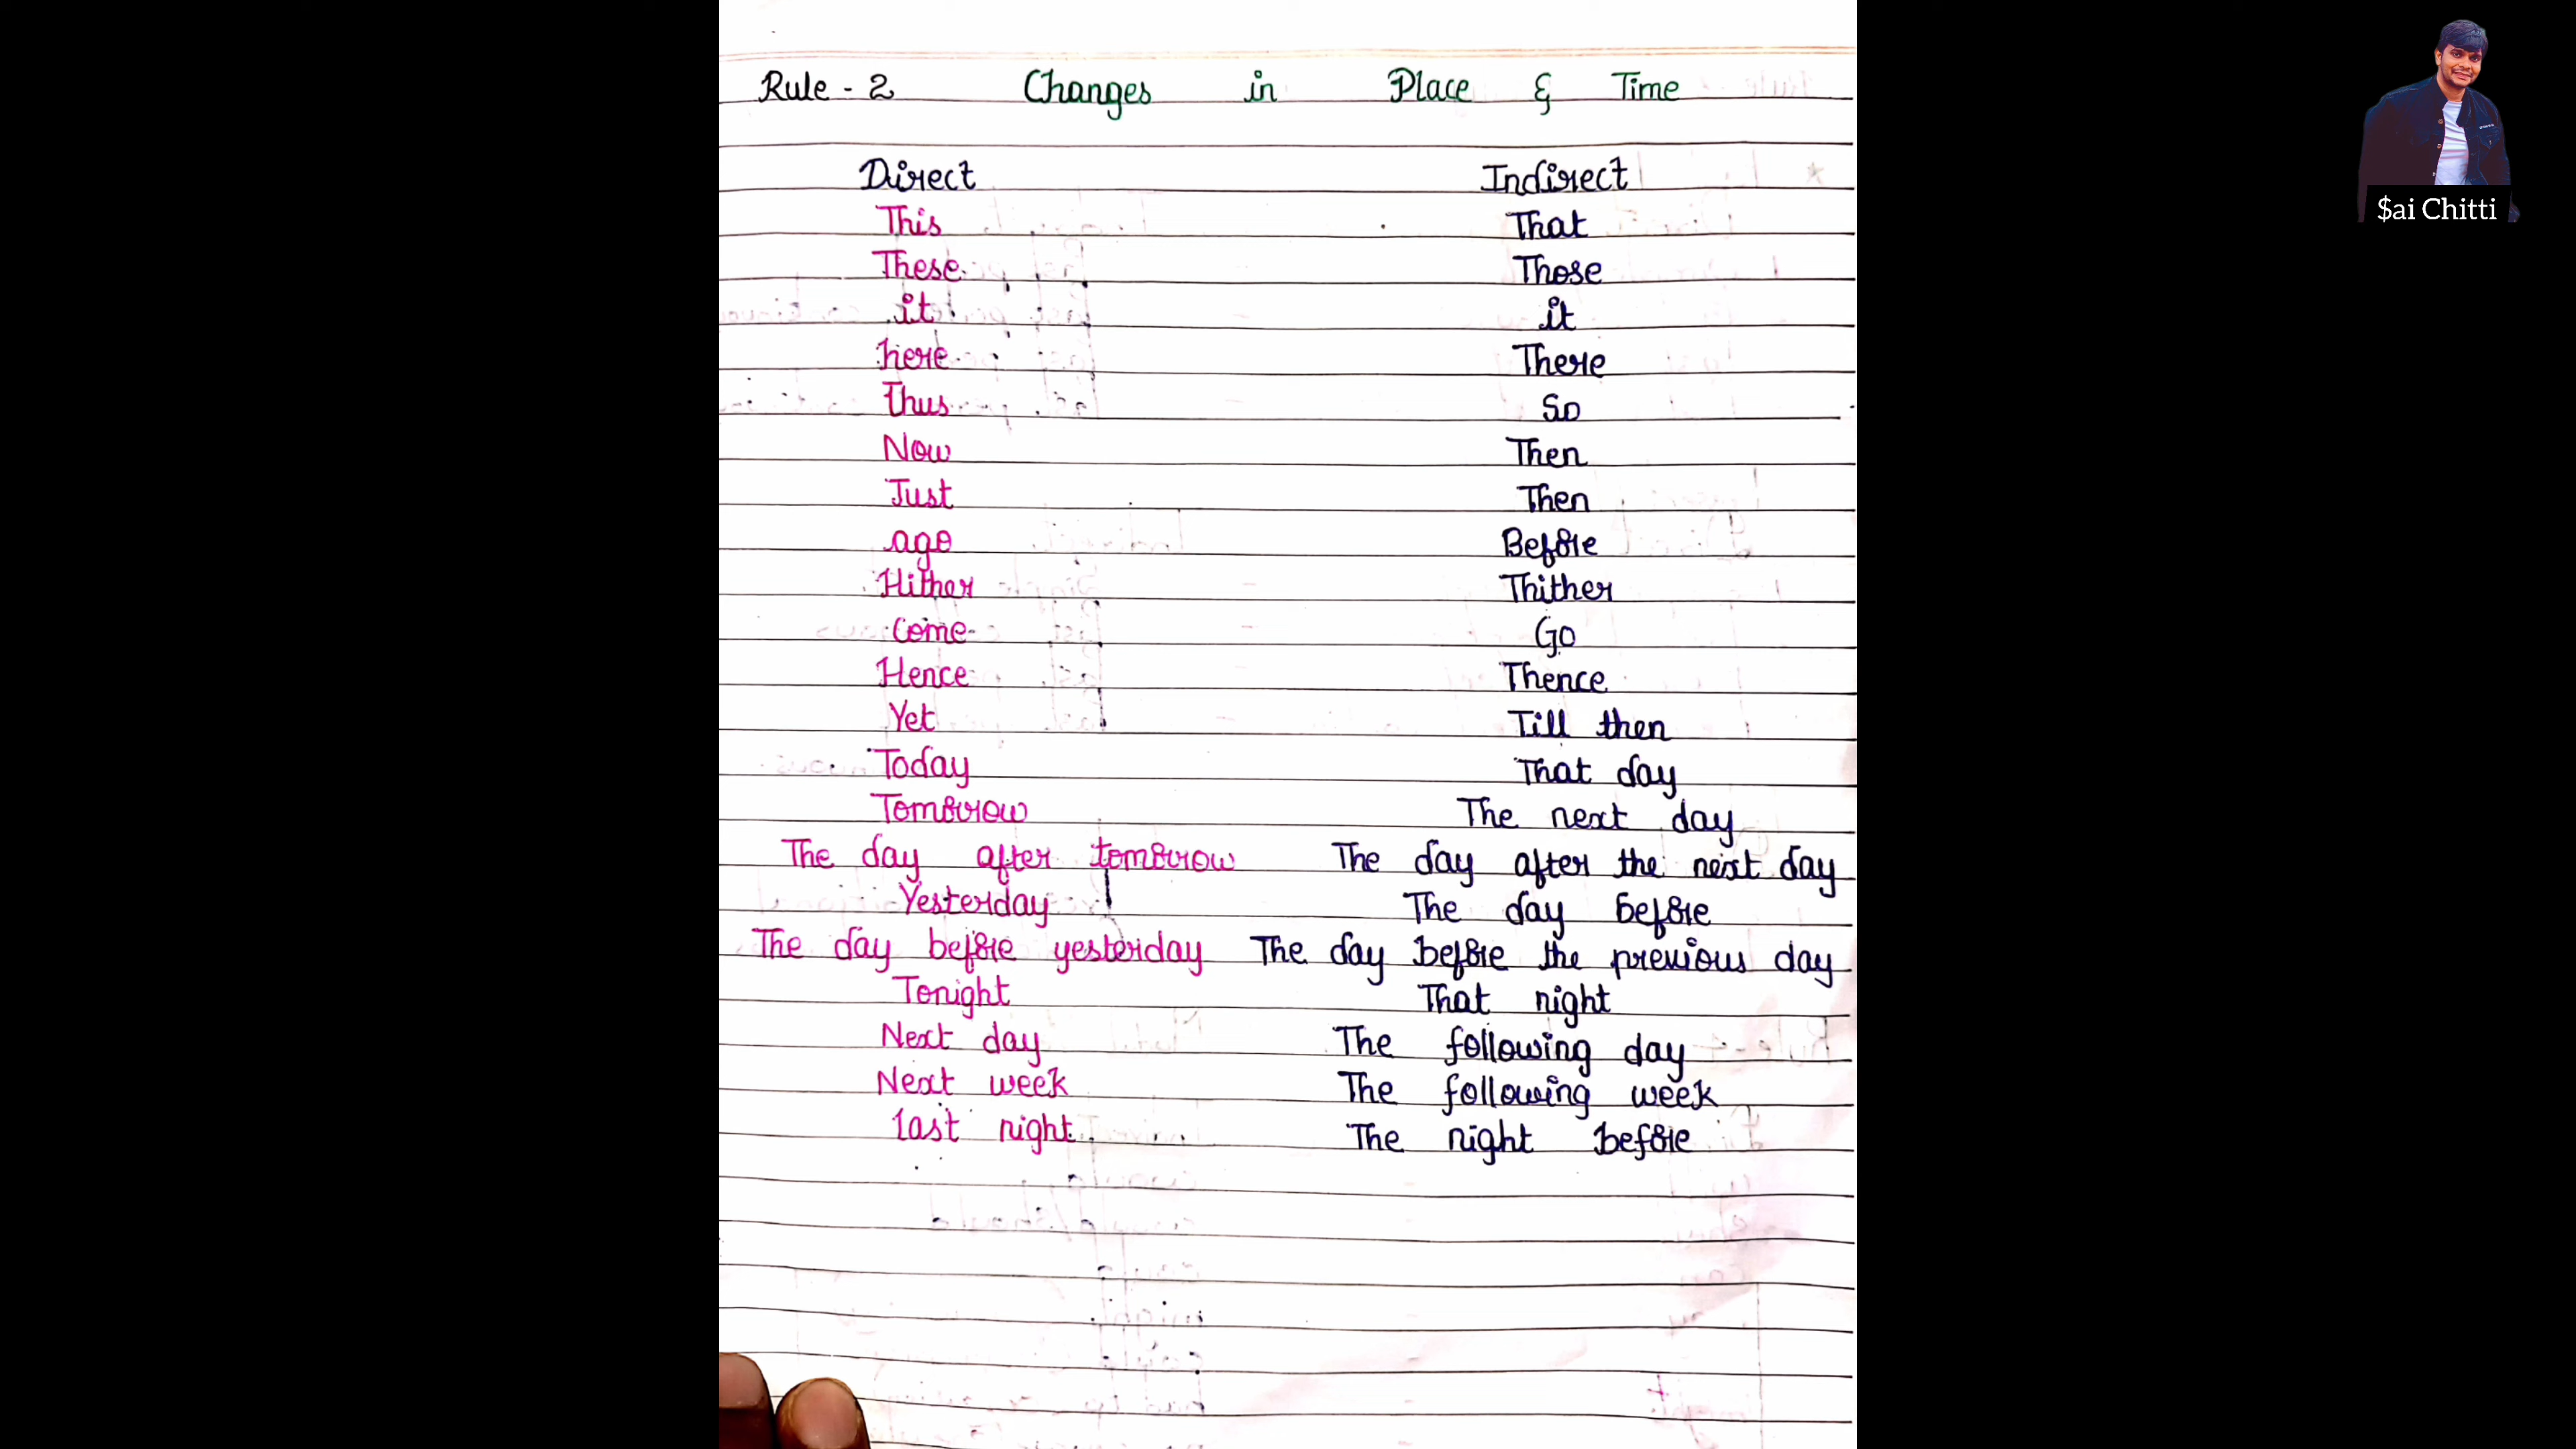 Rule - 2 Changes in Place & Time
Direct Indirect
This That
These Those
it it
here There
thus So
Now Then
Just Then
ago Before
Hither Thither
Come Go
Hence Thence
Yet Till then
Today That day
Tomorrow The next day
The day after tomorrow The day after the next day
Yesterday The day before
The day before yesterday The day before the previous day
Tonight That night
Next day The following day
Next week The following week
last night The night before
$ai Chitti